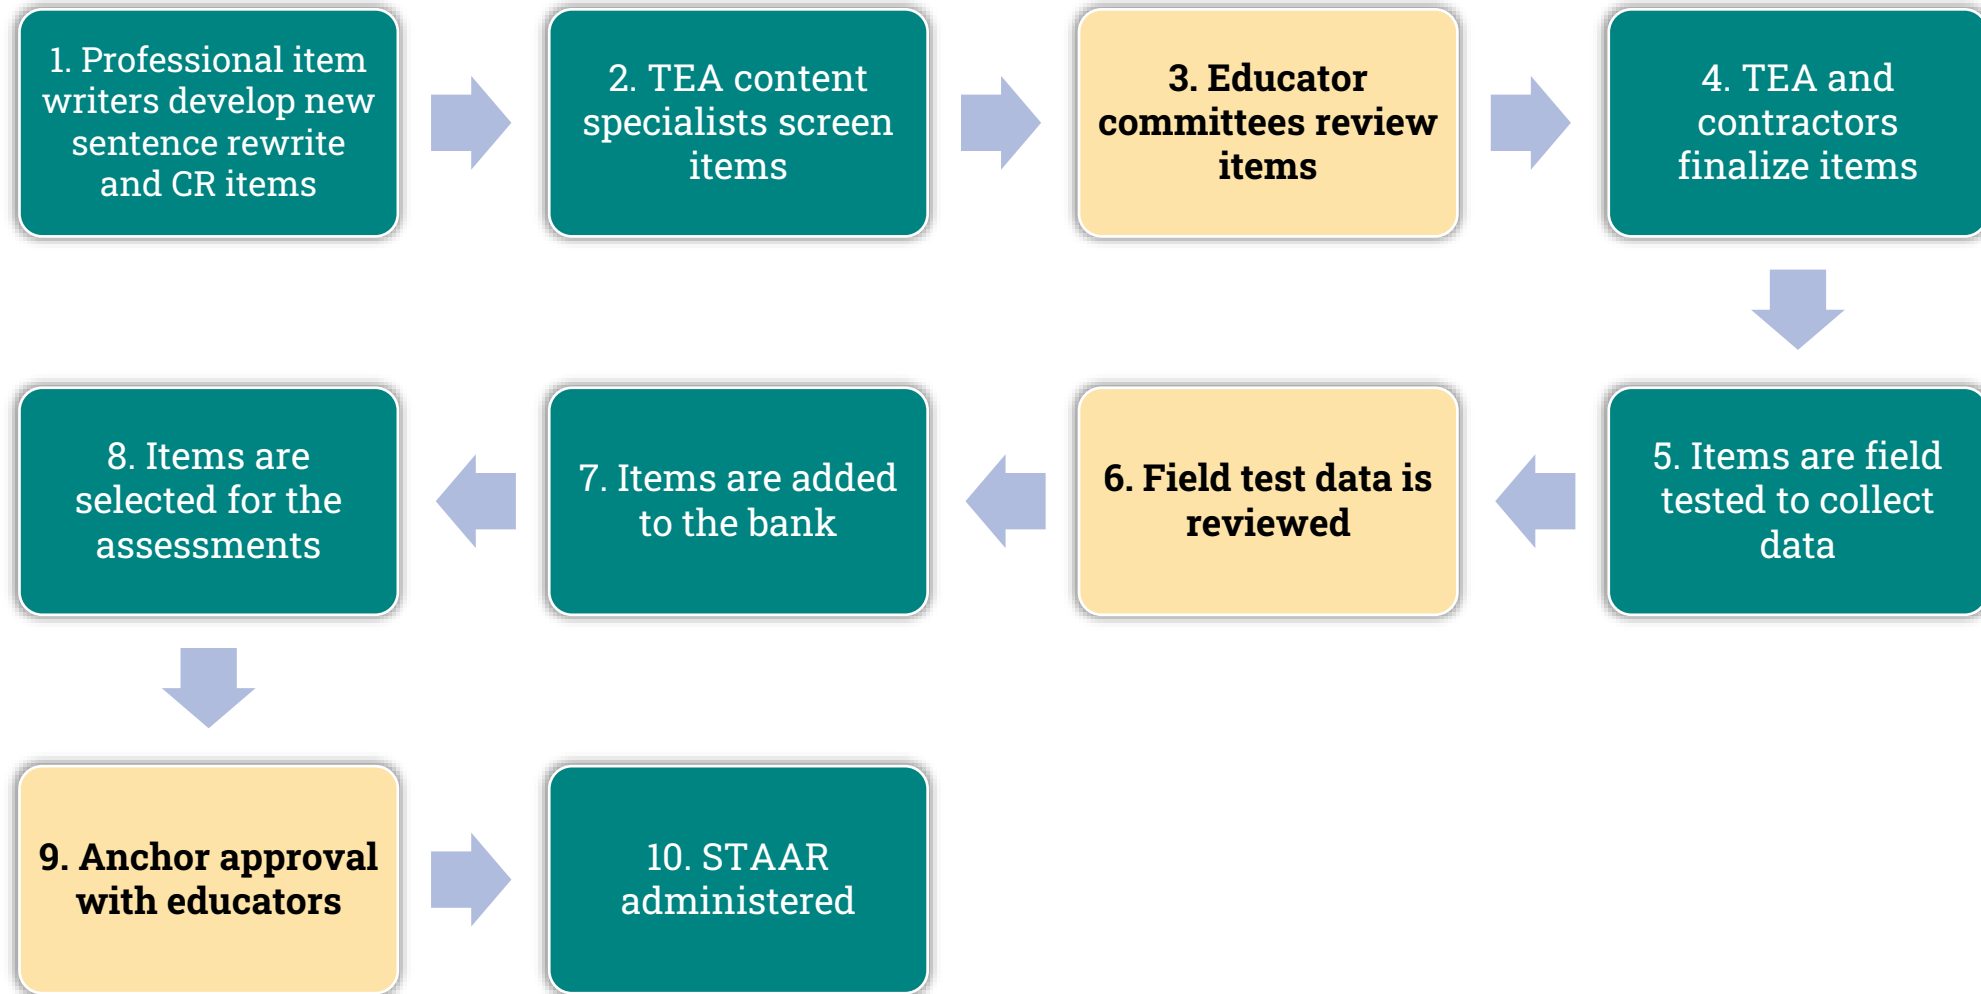 1. Professional item
writers develop new
sentence rewrite
and CR items
2. TEA content
specialists screen
items
3. Educator
committees review
items
4. TEA and
contractors
finalize items
5. Items are field
tested to collect
data
6. Field test data is
reviewed
7. Items are added
to the bank
8. Items are
selected for the
assessments
9. Anchor approval
with educators
10. STAAR
administered